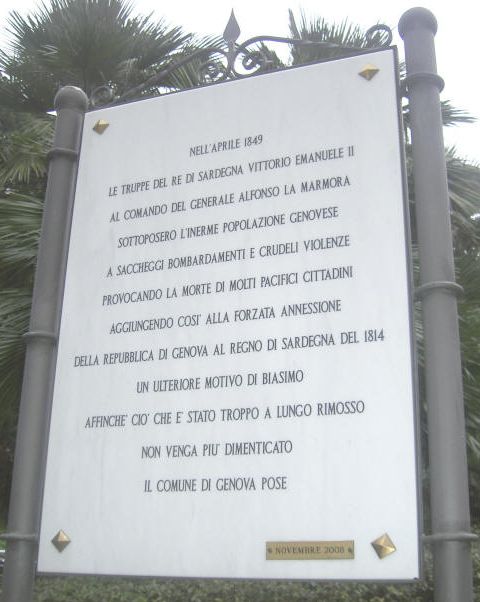 NELL'APRILE 1849
LE TRUPPE DEL RE DI SARDEGNA VITTORIO EMANUELE II
AL COMANDO DEL GENERALE ALFONSO LA MARMORA
SOTTOPOSERO L'INERME POPOLAZIONE GENOVESE
A SACCHEGGI BOMBARDAMENTI E CRUDELI VIOLENZE
PROVOCANDO LA MORTE DI MOLTI PACIFICI CITTADINI
AGGIUNGENDO COSI' ALLA FORZATA ANNESSIONE
DELLA REPUBBLICA DI GENOVA AL REGNO DI SARDEGNA DEL 1814
UN ULTERIORE MOTIVO DI BIASIMO
AFFINCHE' CIO' CHE E' STATO TROPPO A LUNGO RIMOSSO
NON VENGA PIU' DIMENTICATO
IL COMUNE DI GENOVA POSE
NOVEMBRE 2008